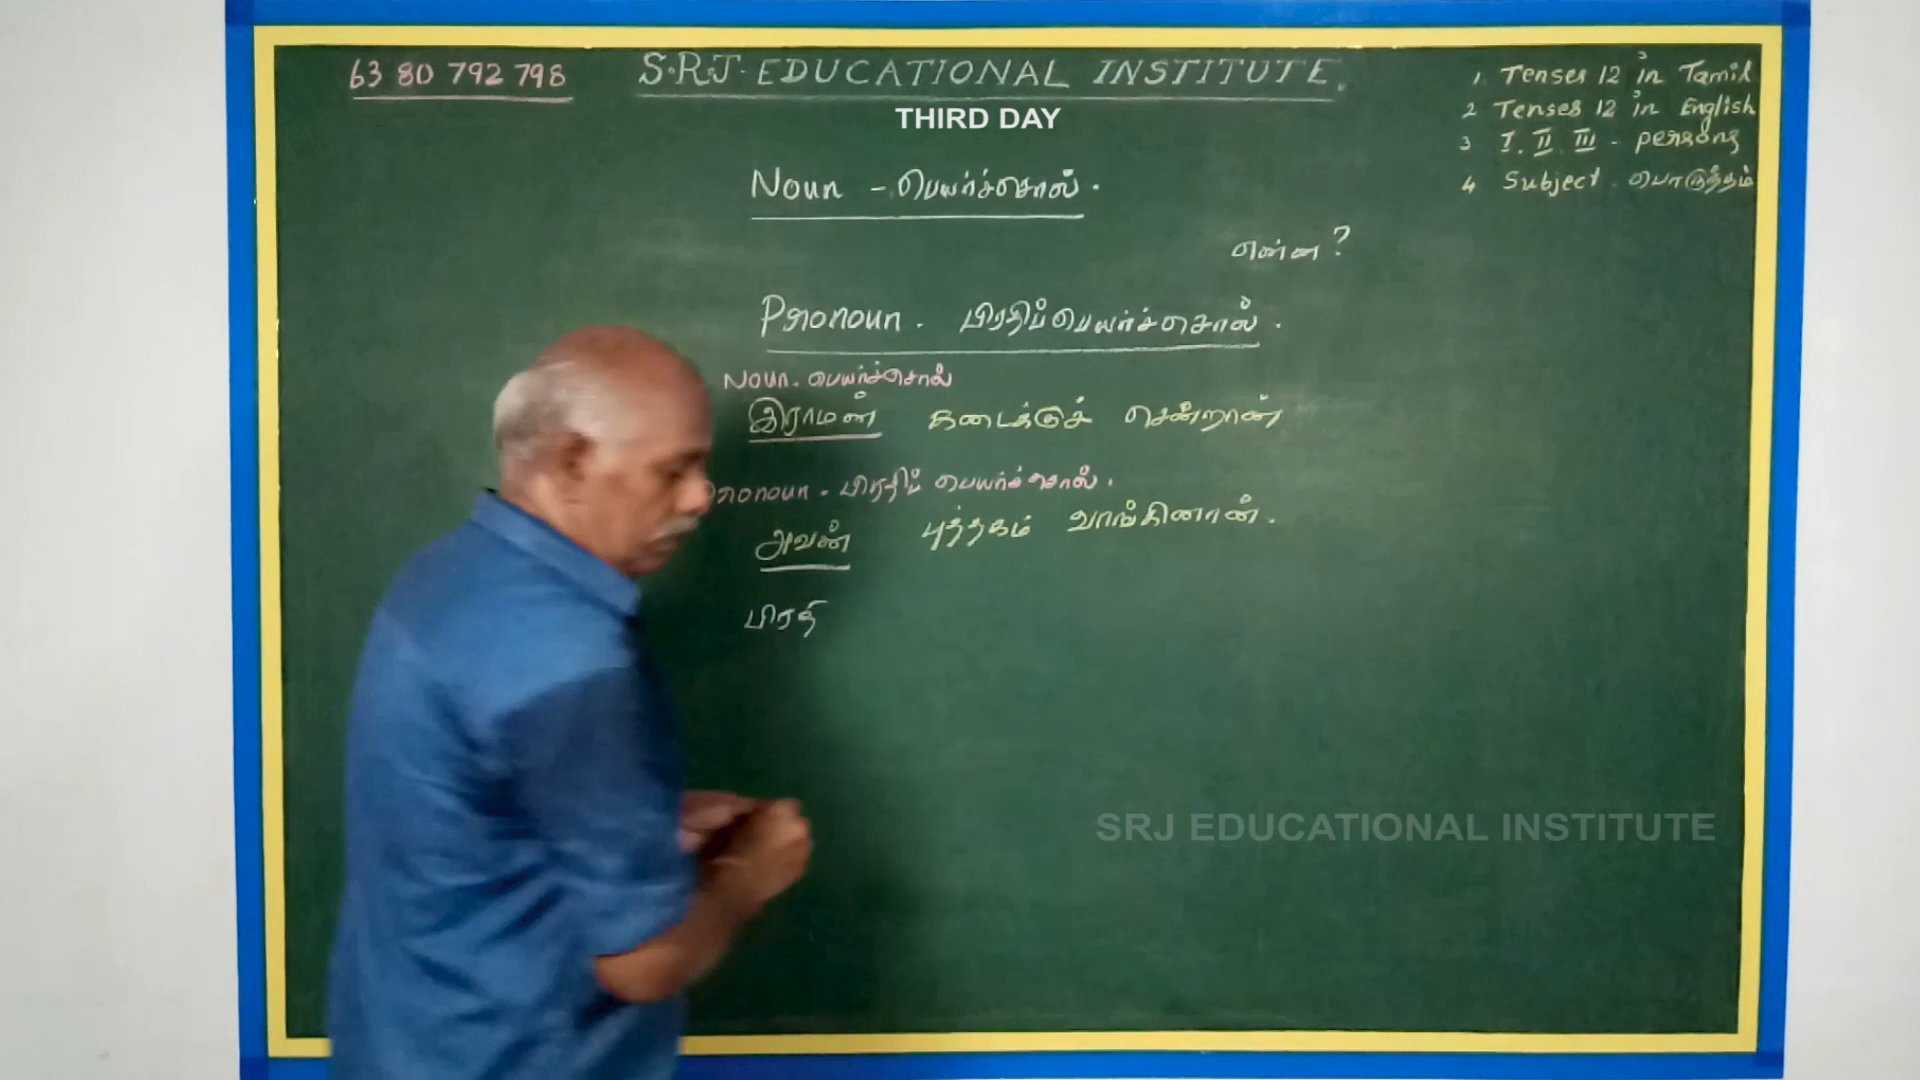 63 80 792 798
S.R.J. EDUCATIONAL INSTITUTE.
THIRD DAY
1 Tenses 12 in Tamil
2 Tenses 12 in English
3 I. II III - persons
4 Subject. பொருத்தம்
Noun - பெயர்ச்சொல்.
என்ன?
Pronoun. பிரதிப்பெயர்ச்சொல்.
Noun. பெயர்ச்சொல்
இராமன் கடைக்குச் சென்றான்
Pronoun - பிரதிப் பெயர்ச்சொல்.
அவன் புத்தகம் வாங்கினான்.
பிரதி
SRJ EDUCATIONAL INSTITUTE